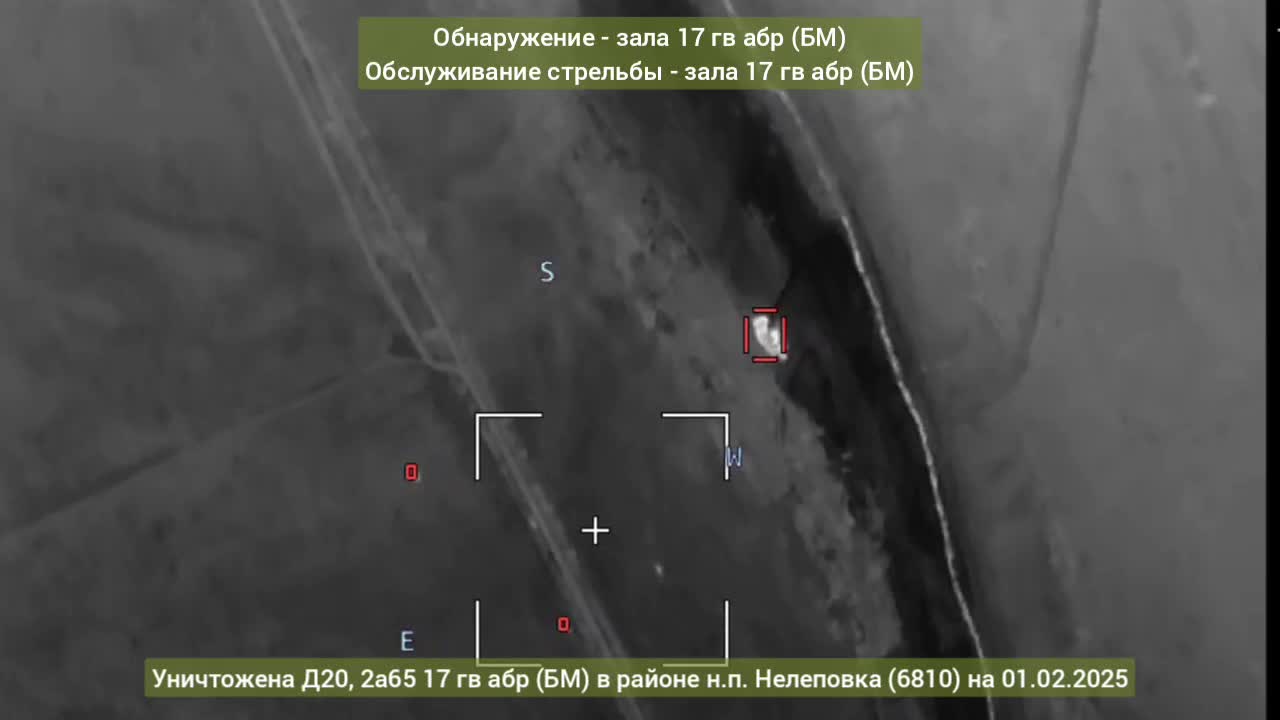 Обнаружение - зала 17 гв абр (БМ)
Обслуживание стрельбы - зала 17 гв абр (БМ)
S
W
E
Уничтожена Д20, 2а65 17 гв абр (БМ) в районе н.п. Нелеповка (6810) на 01.02.2025